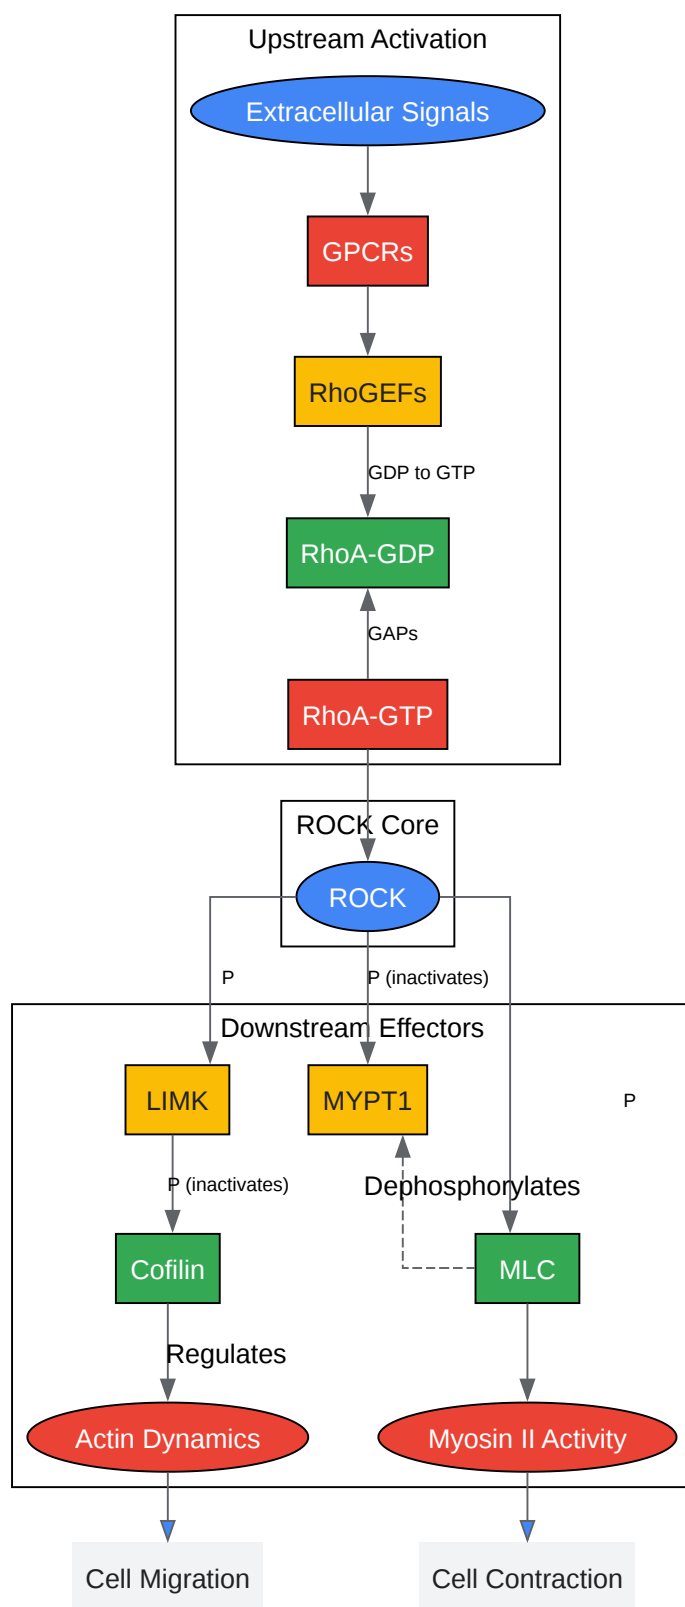 Upstream Activation
Extracellular Signals
GPCRs
RhoGEFs
GDP to GTP
RhoA-GDP
GAPs
RhoA-GTP
ROCK Core
ROCK
P
P (inactivates)
Downstream Effectors
LIMK
MYPT1
P
P (inactivates)
Dephosphorylates
Cofilin
MLC
Regulates
Actin Dynamics
Myosin II Activity
Cell Migration
Cell Contraction